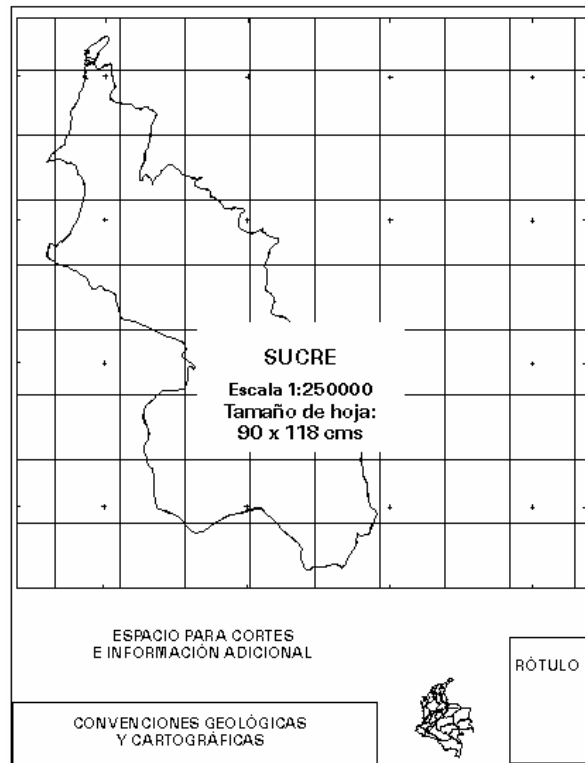 SUCRE
Escala 1:250000
Tamaño de hoja:
90 x 118 cms
ESPACIO PARA CORTES
E INFORMACIÓN ADICIONAL
RÓTULO
CONVENCIONES GEOLÓGICAS
Y CARTOGRÁFICAS